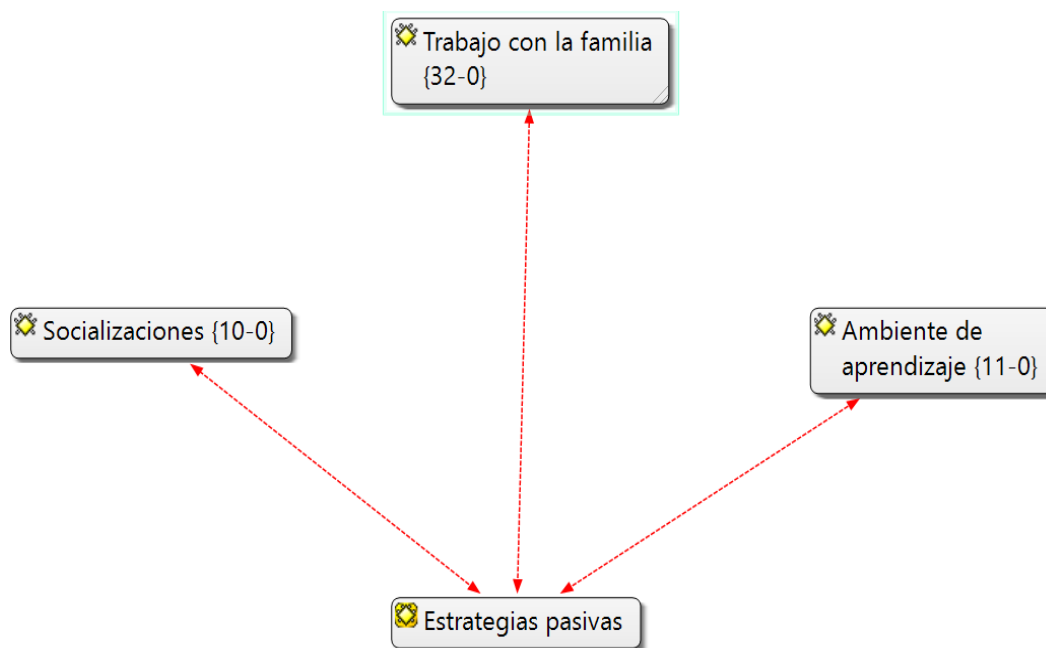 Trabajo con la familia
{32-0}
Socializaciones {10-0}
Ambiente de
aprendizaje {11-0}
Estrategias pasivas